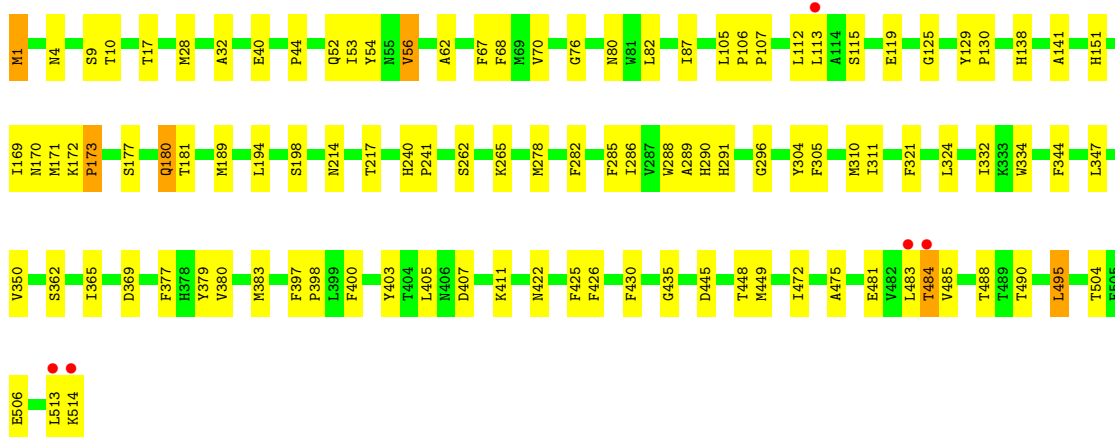 M1 N4 S9 T10 T17 M28 A32 E40 P44 Q52 I53 Y54 N55 V56 A62 F67 F68 M69 V70 G76 N80 W81 L82 I87 L105 P106 P107 L112 L113 A114 S115 E119 G125 Y129 P130 H138 A141 H151
I169 N170 M171 K172 P173 S177 Q180 T181 M189 L194 S198 N214 T217 H240 P241 S262 K265 M278 F282 F285 I286 V287 W288 A289 H290 H291 G296 Y304 F305 M310 I311 F321 L324 I332 K333 W334 F344 L347
V350 S362 I365 D369 F377 H378 Y379 V380 M383 F397 P398 L399 F400 Y403 T404 L405 N406 D407 K411 N422 F425 F426 F430 G435 D445 T448 M449 I472 A475 E481 V482 L483 T484 V485 T488 T489 T490 L495 T504
E506 L513 K514